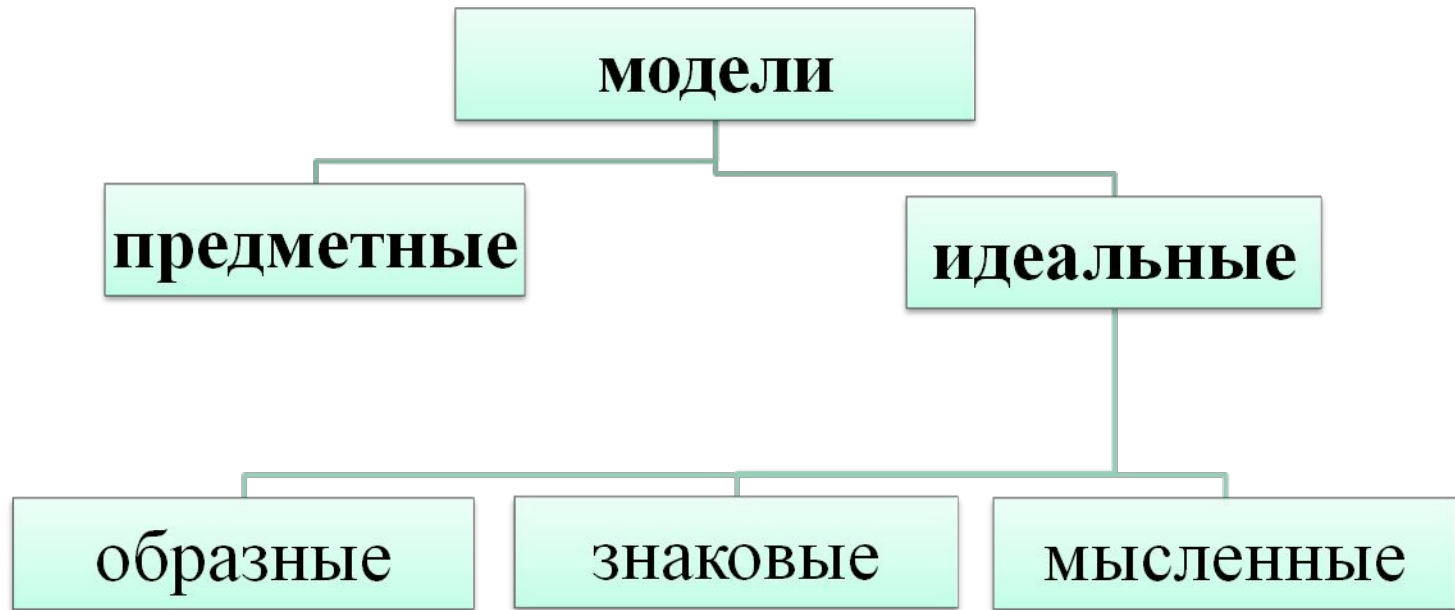 модели
предметные
идеальные
образные
знаковые
мысленные